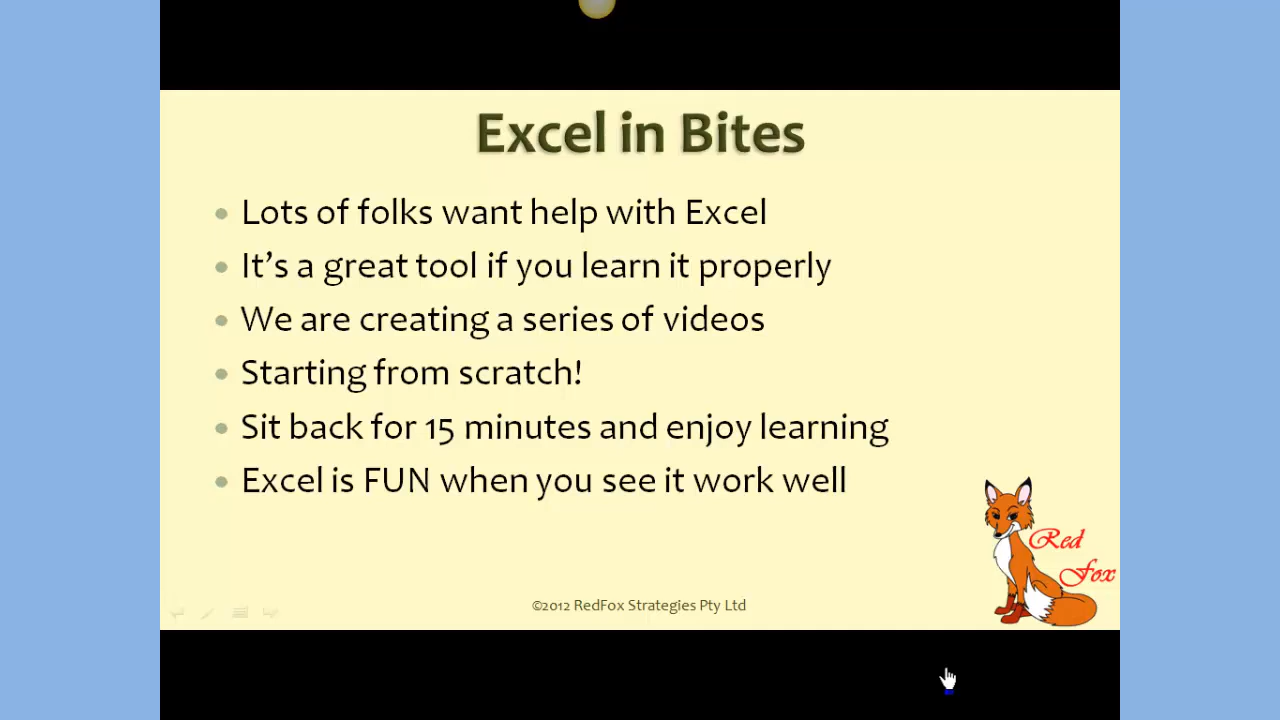 Excel in Bites
Lots of folks want help with Excel
It’s a great tool if you learn it properly
We are creating a series of videos
Starting from scratch!
Sit back for 15 minutes and enjoy learning
Excel is FUN when you see it work well
Red
Fox
©2012 RedFox Strategies Pty Ltd